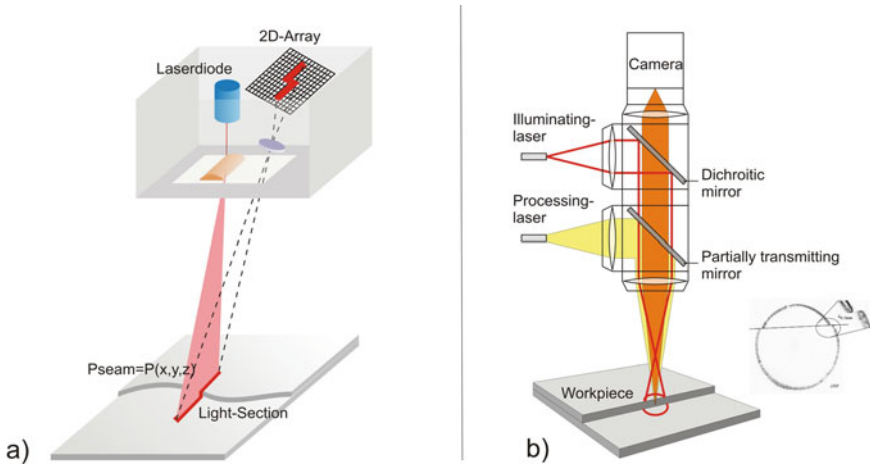 2D-Array
Laserdiode
Pseam=P(x,y,z)
Light-Section
a)
Camera
Illuminating-
laser
Dichroitic
mirror
Processing-
laser
Partially transmitting
mirror
Workpiece
b)